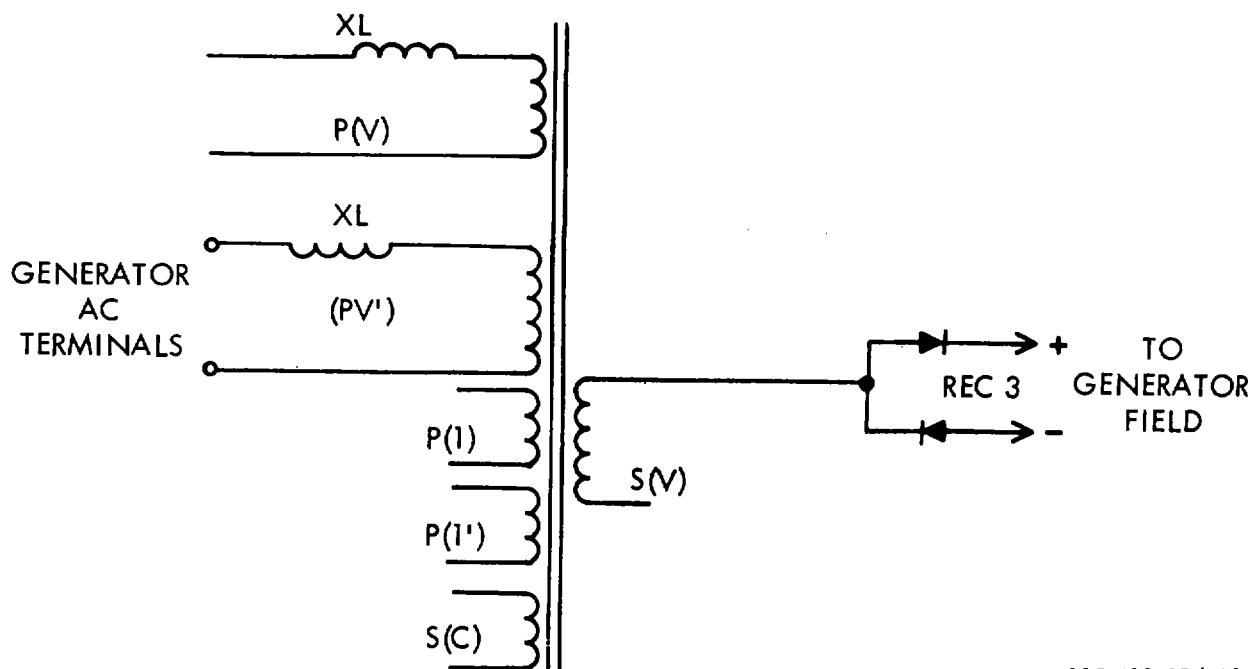 XL
P(V)
XL
GENERATOR
AC
TERMINALS
(PV')
P(1)
P(1')
S(C)
S(V)
REC 3
+
-
TO
GENERATOR
FIELD